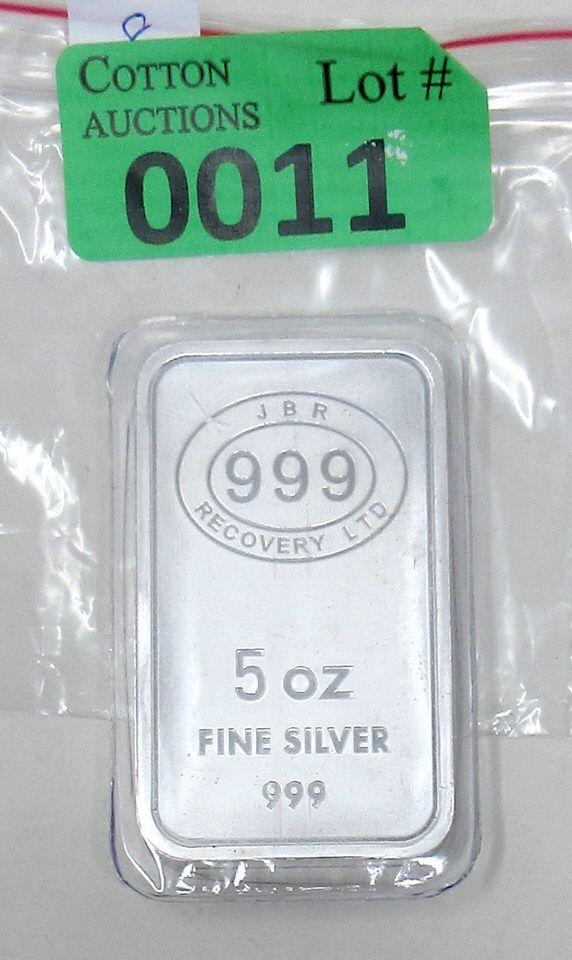 COTTON
AUCTIONS
Lot #
0011
JBR
999
RECOVERY LTD
5 oz
FINE SILVER
999